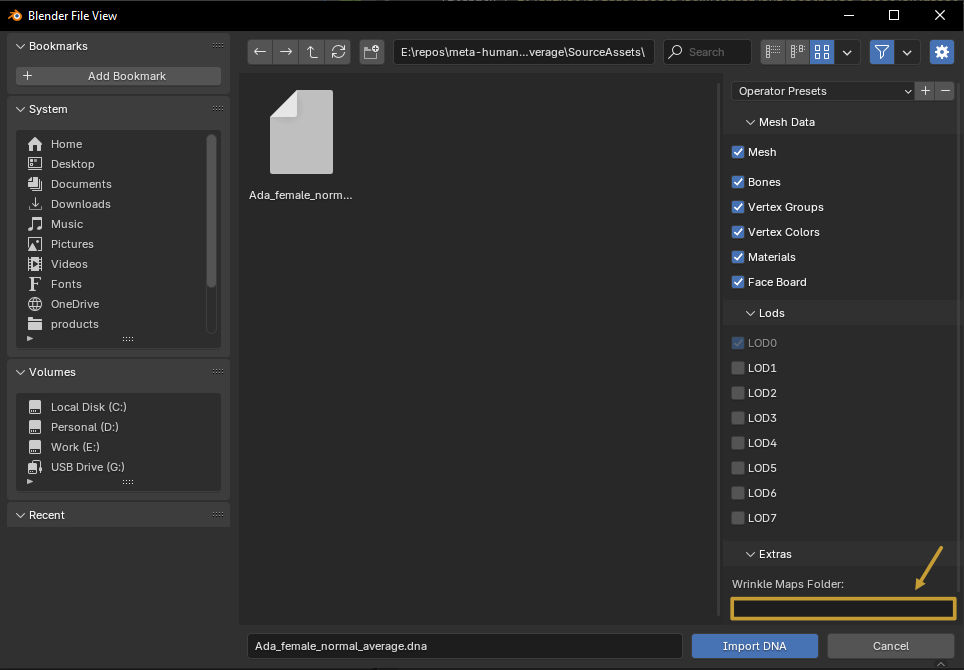 Blender File View
Bookmarks
Add Bookmark
System
Home
Desktop
Documents
Downloads
Music
Pictures
Videos
Fonts
OneDrive
products
Volumes
Local Disk (C:)
Personal (D:)
Work (E:)
USB Drive (G:)
Recent
E:\repos\meta-human...verage\SourceAssets\
Search
Ada_female_norm...
Operator Presets
Mesh Data
Mesh
Bones
Vertex Groups
Vertex Colors
Materials
Face Board
Lods
LOD0
LOD1
LOD2
LOD3
LOD4
LOD5
LOD6
LOD7
Extras
Wrinkle Maps Folder:
Ada_female_normal_average.dna
Import DNA
Cancel